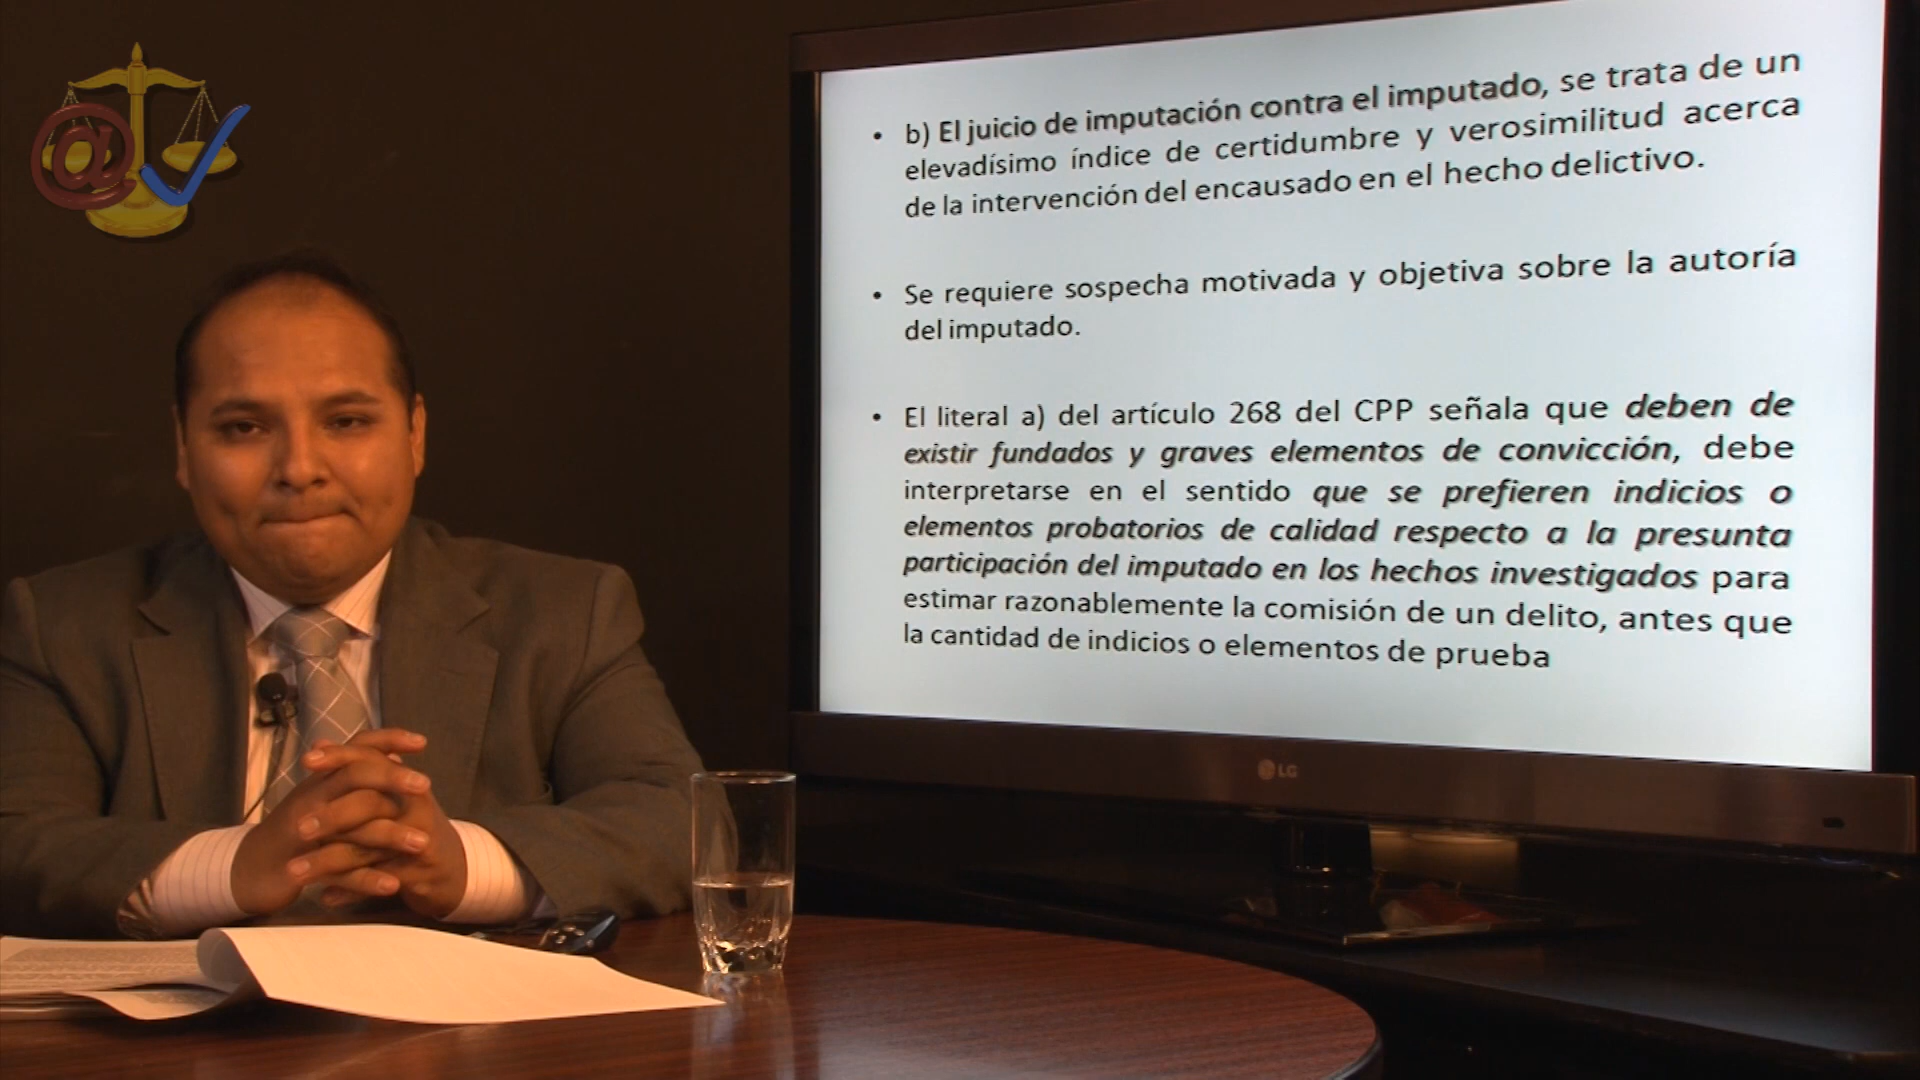 @
• b) El juicio de imputación contra el imputado, se trata de un
elevadísimo índice de certidumbre y verosimilitud acerca
de la intervención del encausado en el hecho delictivo.
• Se requiere sospecha motivada y objetiva sobre la autoría
del imputado.
• El literal a) del artículo 268 del CPP señala que deben de
existir fundados y graves elementos de convicción, debe
interpretarse en el sentido que se prefieren indicios o
elementos probatorios de calidad respecto a la presunta
participación del imputado en los hechos investigados para
estimar razonablemente la comisión de un delito, antes que
la cantidad de indicios o elementos de prueba
LG